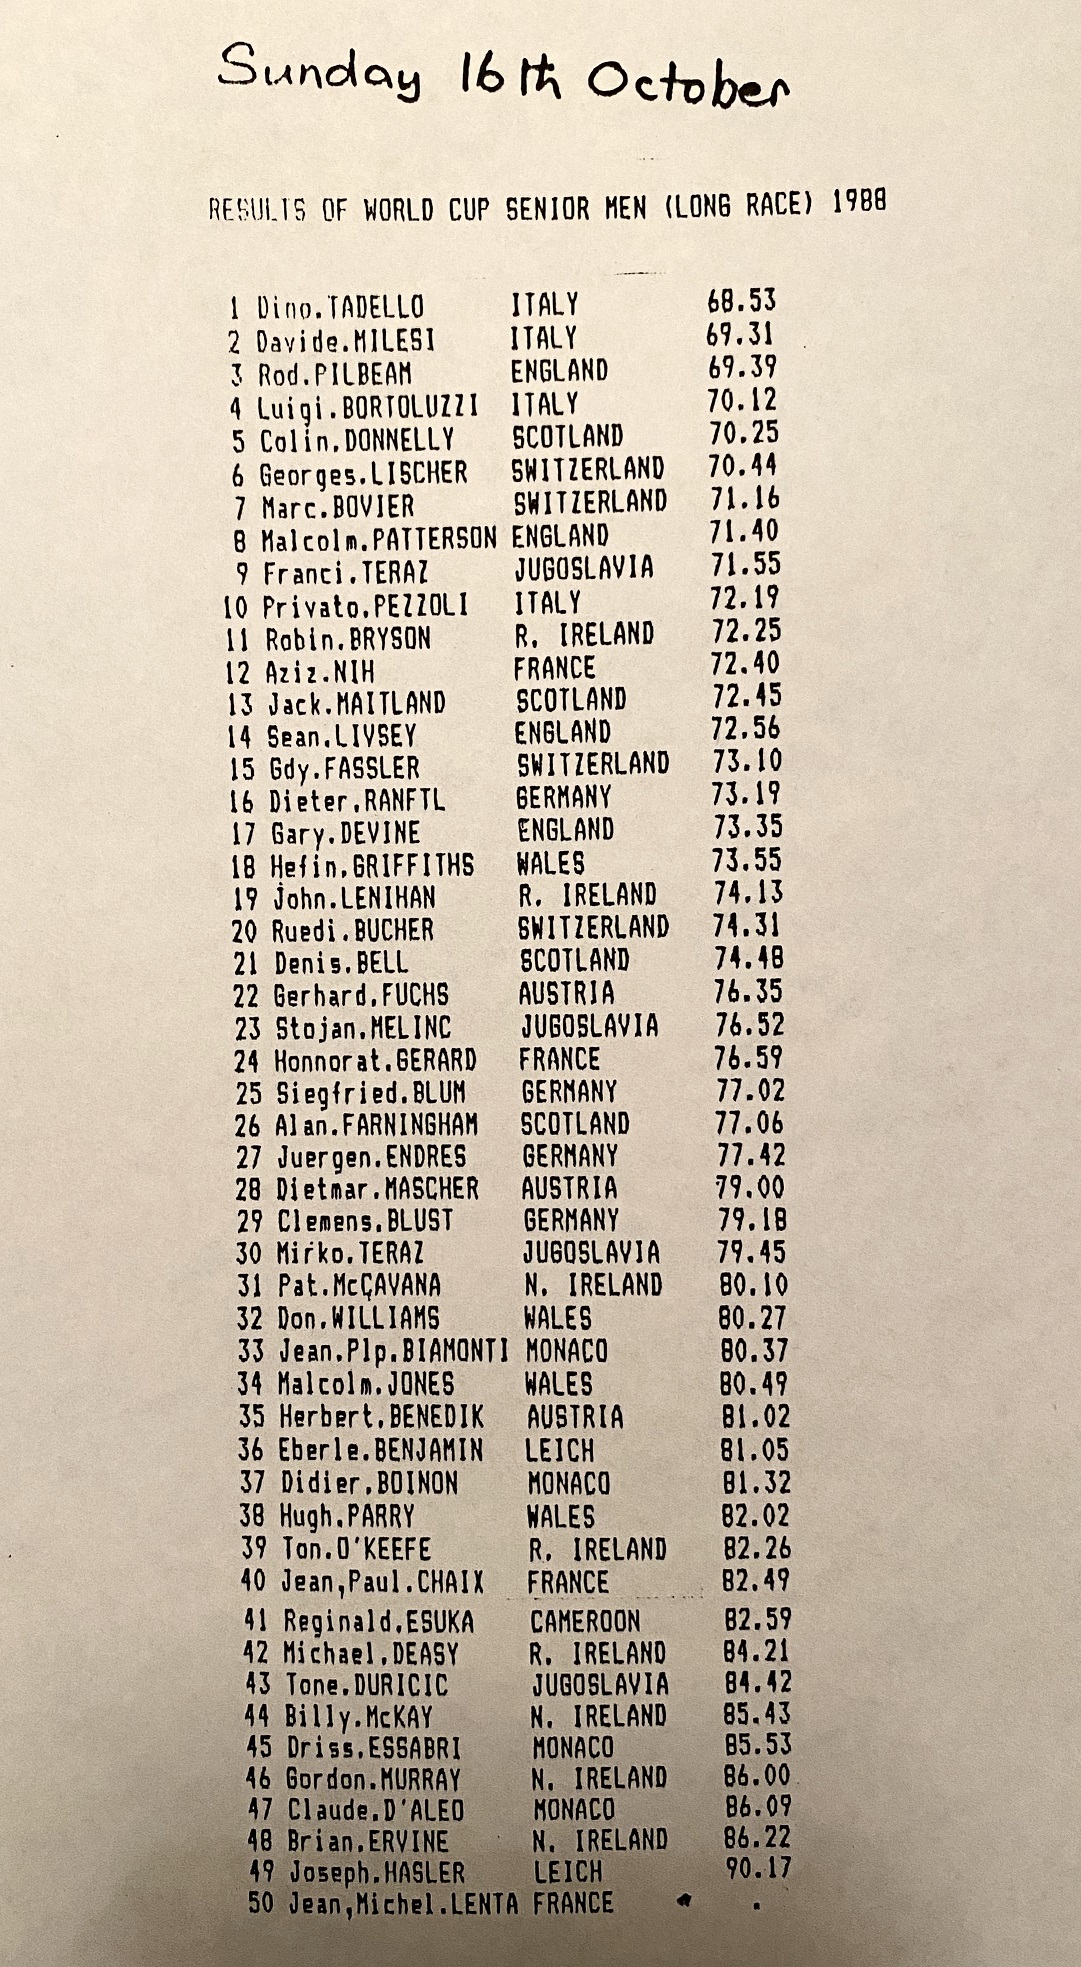 Sunday 16th October
RESULTS OF WORLD CUP SENIOR MEN (LONG RACE) 1988
1 Dino.TADELLO ITALY 68.53
2 Davide.MILESI ITALY 69.31
3 Rod.PILBEAM ENGLAND 69.39
4 Luigi.BORTOLUZZI ITALY 70.12
5 Colin.DONNELLY SCOTLAND 70.25
6 Georges.LISCHER SWITZERLAND 70.44
7 Marc.BOVIER SWITZERLAND 71.16
8 Malcolm.PATTERSON ENGLAND 71.40
9 Franci.TERAZ JUGOSLAVIA 71.55
10 Privato.PEZZOLI ITALY 72.19
11 Robin.BRYSON R. IRELAND 72.25
12 Aziz.NIH FRANCE 72.40
13 Jack.MAITLAND SCOTLAND 72.45
14 Sean.LIVSEY ENGLAND 72.56
15 Gdy.FASSLER SWITZERLAND 73.10
16 Dieter.RANFTL GERMANY 73.19
17 Gary.DEVINE ENGLAND 73.35
18 Hefin.GRIFFITHS WALES 73.55
19 john.LENIHAN R. IRELAND 74.13
20 Ruedi.BUCHER SWITZERLAND 74.31
21 Denis.BELL SCOTLAND 74.48
22 Gerhard.FUCHS AUSTRIA 76.35
23 Stojan.MELINC JUGOSLAVIA 76.52
24 Honnorat.GERARD FRANCE 76.59
25 Siegfried.BLUM GERMANY 77.02
26 Alan.FARNINGHAM SCOTLAND 77.06
27 Juergen.ENDRES GERMANY 77.42
28 Dietmar.MASCHER AUSTRIA 79.00
29 Clemens.BLUST GERMANY 79.18
30 Mirko.TERAZ JUGOSLAVIA 79.45
31 Pat.McCAVANA N. IRELAND 80.10
32 Don.WILLIAMS WALES 80.27
33 Jean.Plp.BIAMONTI MONACO 80.37
34 Malcolm.JONES WALES 80.49
35 Herbert.BENEDIK AUSTRIA 81.02
36 Eberle.BENJAMIN LEICH 81.05
37 Didier.BOINON MONACO 81.32
38 Hugh.PARRY WALES 82.02
39 Ton.O'KEEFE R. IRELAND 82.26
40 Jean,Paul.CHAIX FRANCE 82.49
41 Reginald.ESUKA CAMEROON 82.59
42 Michael.DEASY R. IRELAND 84.21
43 Tone.DURICIC JUGOSLAVIA 84.42
44 Billy.McKAY N. IRELAND 85.43
45 Driss.ESSABRI MONACO 85.53
46 Gordon.MURRAY N. IRELAND 86.00
47 Claude.D'ALEO MONACO 86.09
48 Brian.ERVINE N. IRELAND 86.22
49 Joseph.HASLER LEICH 90.17
50 Jean,Michel.LENTA FRANCE .